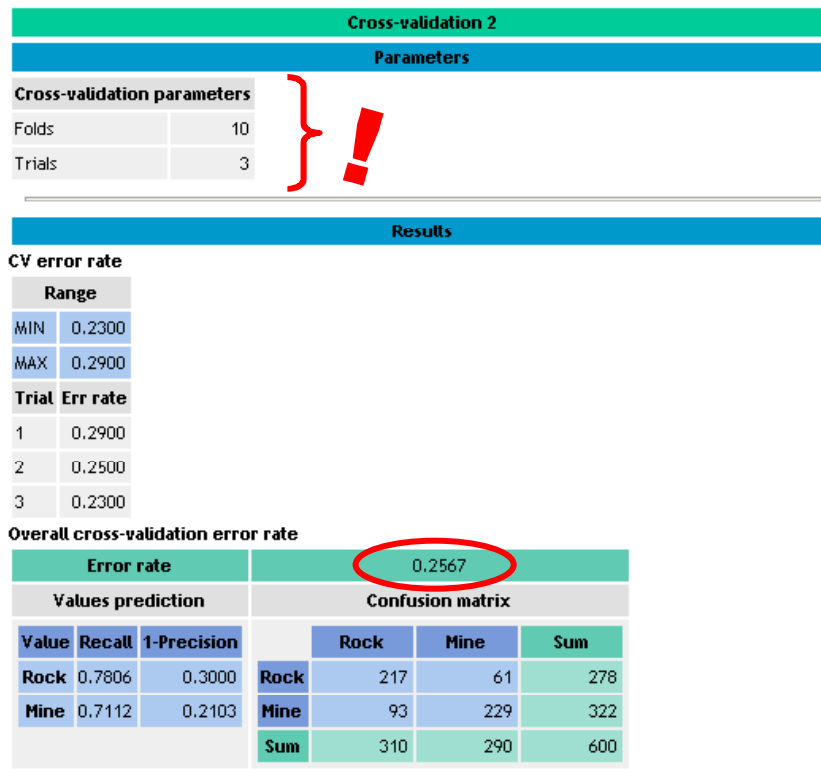 Cross-validation 2
Parameters
Cross-validation parameters
Folds 10
Trials 3
!
Results
CV error rate
Range
MIN 0.2300
MAX 0.2900
Trial Err rate
1 0.2900
2 0.2500
3 0.2300
Overall cross-validation error rate
Error rate 0.2567
Values prediction Confusion matrix
Value Recall 1-Precision Rock Mine Sum
Rock 0.7806 0.3000 Rock 217 61 278
Mine 0.7112 0.2103 Mine 93 229 322
Sum 310 290 600